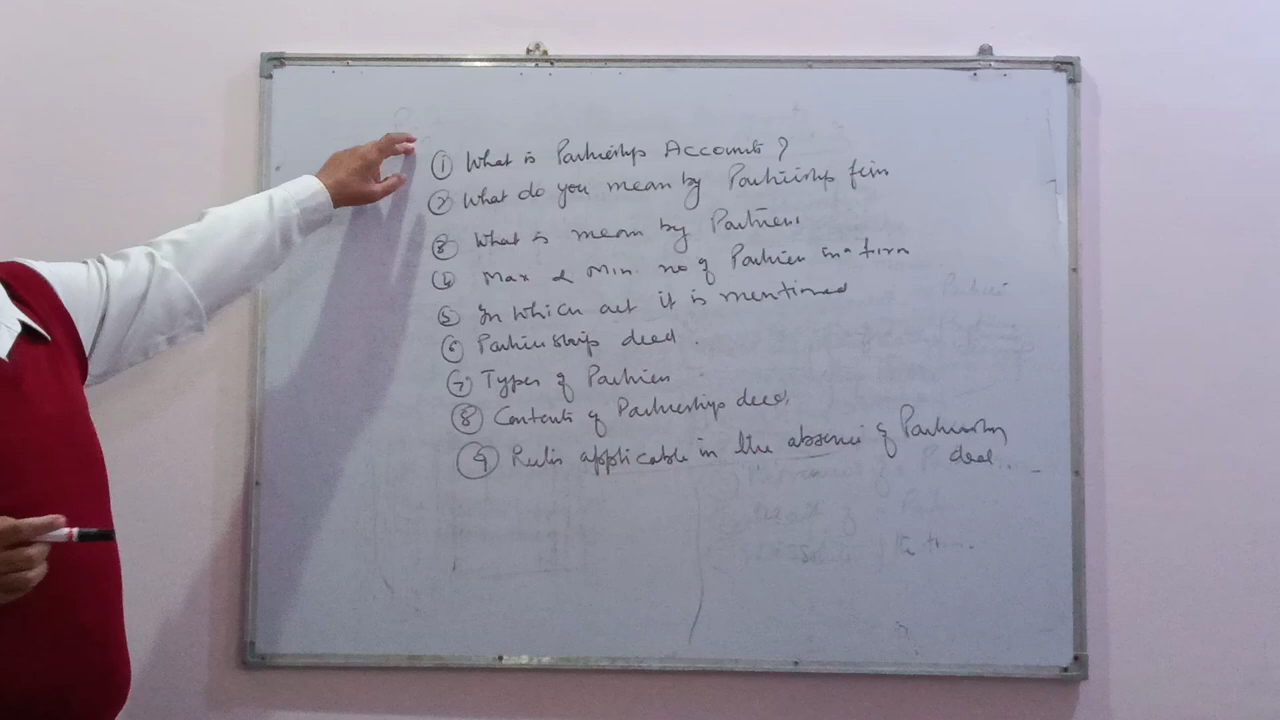 ① What is Partnership Accounts?
② What do you mean by Partnership firm
③ What is mean by Partners
④ Max & Min. no of Partners in a firm
⑤ In which act it is mentioned
⑥ Partnership deed.
⑦ Types of Partners
⑧ Contents of Partnership deed.
⑨ Rules applicable in the absence of Partnership
deed...